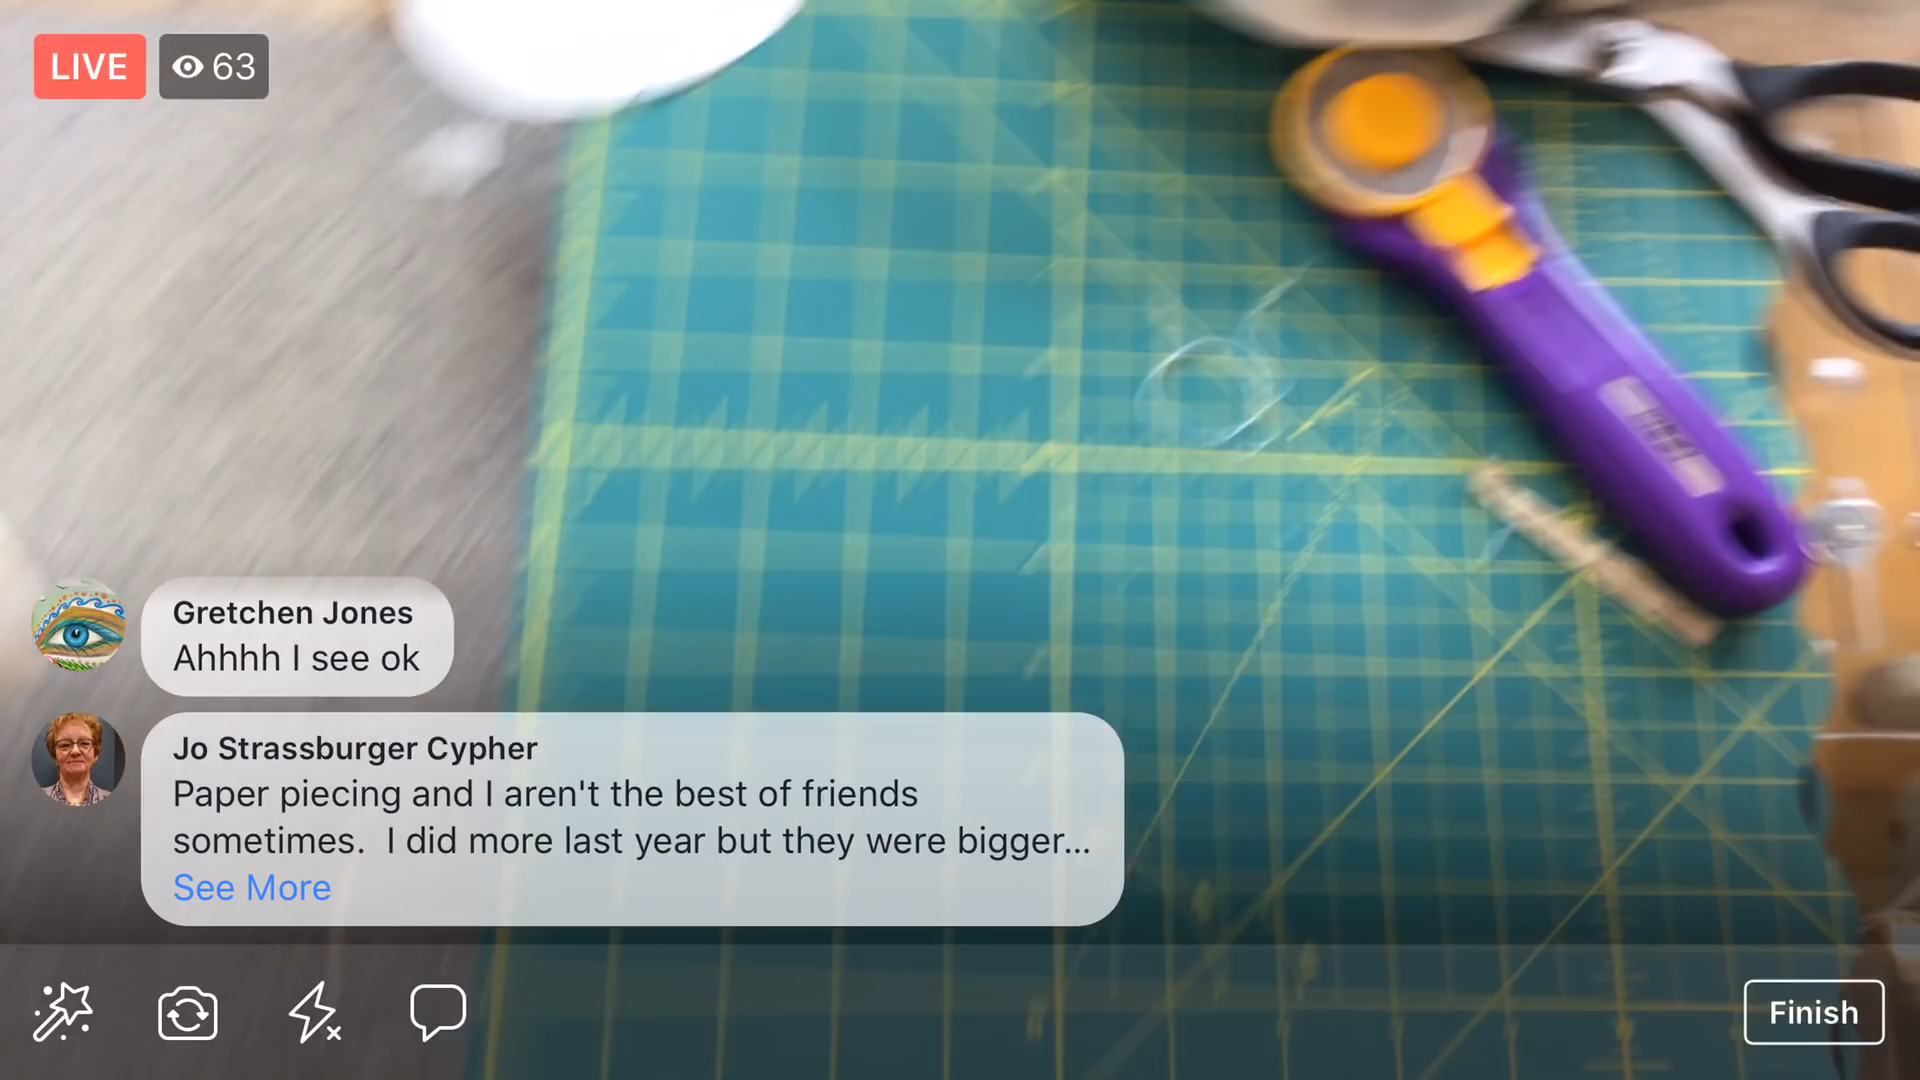 LIVE 63
Gretchen Jones
Ahhhh I see ok
Jo Strassburger Cypher
Paper piecing and I aren't the best of friends
sometimes.  I did more last year but they were bigger...
See More
Finish